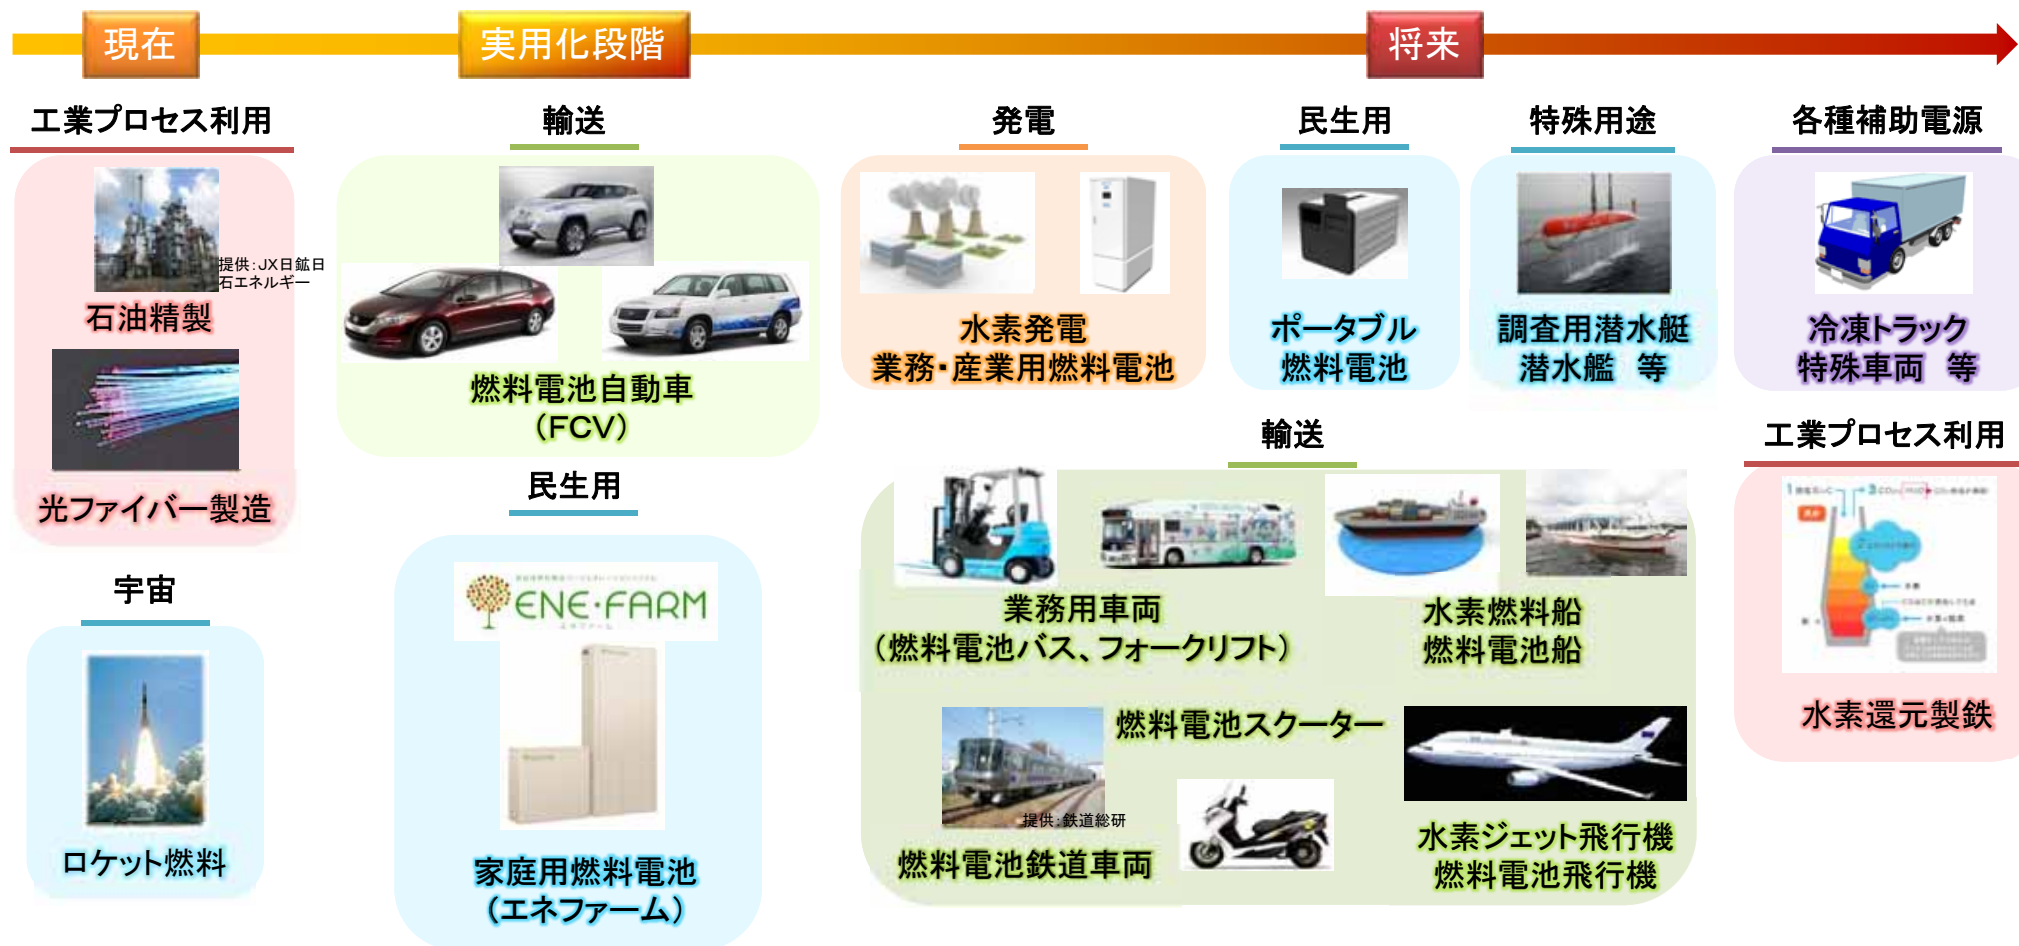 現在
実用化段階
将来
工業プロセス利用
提供:JX日鉱日
石エネルギー
石油精製
光ファイバー製造
宇宙
ロケット燃料
輸送
燃料電池自動車
(FCV)
民生用
ENE・FARM
エネファーム
家庭用燃料電池
(エネファーム)
発電
水素発電
業務・産業用燃料電池
民生用
ポータブル
燃料電池
特殊用途
調査用潜水艇
潜水艦 等
各種補助電源
冷凍トラック
特殊車両 等
輸送
業務用車両
(燃料電池バス、フォークリフト)
水素燃料船
燃料電池船
提供:鉄道総研
燃料電池鉄道車両
燃料電池スクーター
水素ジェット飛行機
燃料電池飛行機
工業プロセス利用
水素還元製鉄